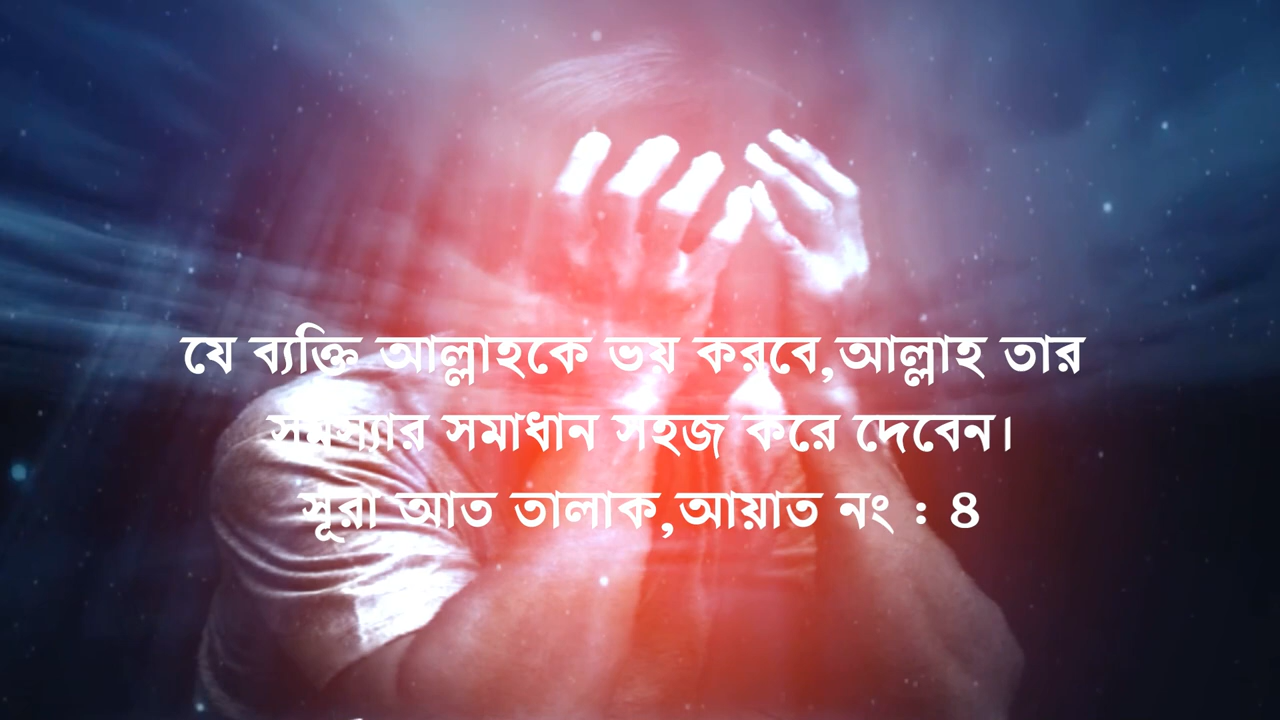 যে ব্যক্তি আল্লাহকে ভয় করবে,আল্লাহ তার
সমস্যার সমাধান সহজ করে দেবেন।
সূরা আত তালাক,আয়াত নং : ৪